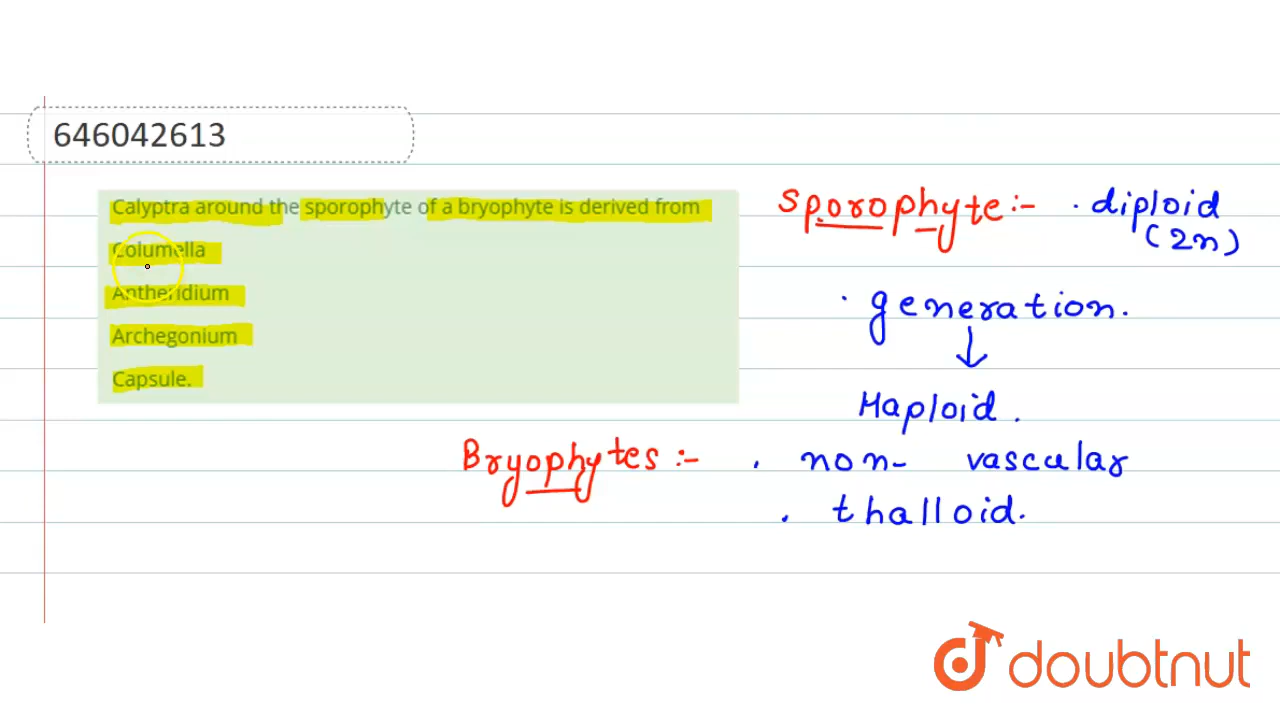 646042613
Calyptra around the sporophyte of a bryophyte is derived from
Columella
Antheridium
Archegonium
Capsule.
Sporophyte:- . diploid
(2n)
. generation.
↓
Haploid.
Bryophytes:- . non- vascular
. thalloid.
doubtnut